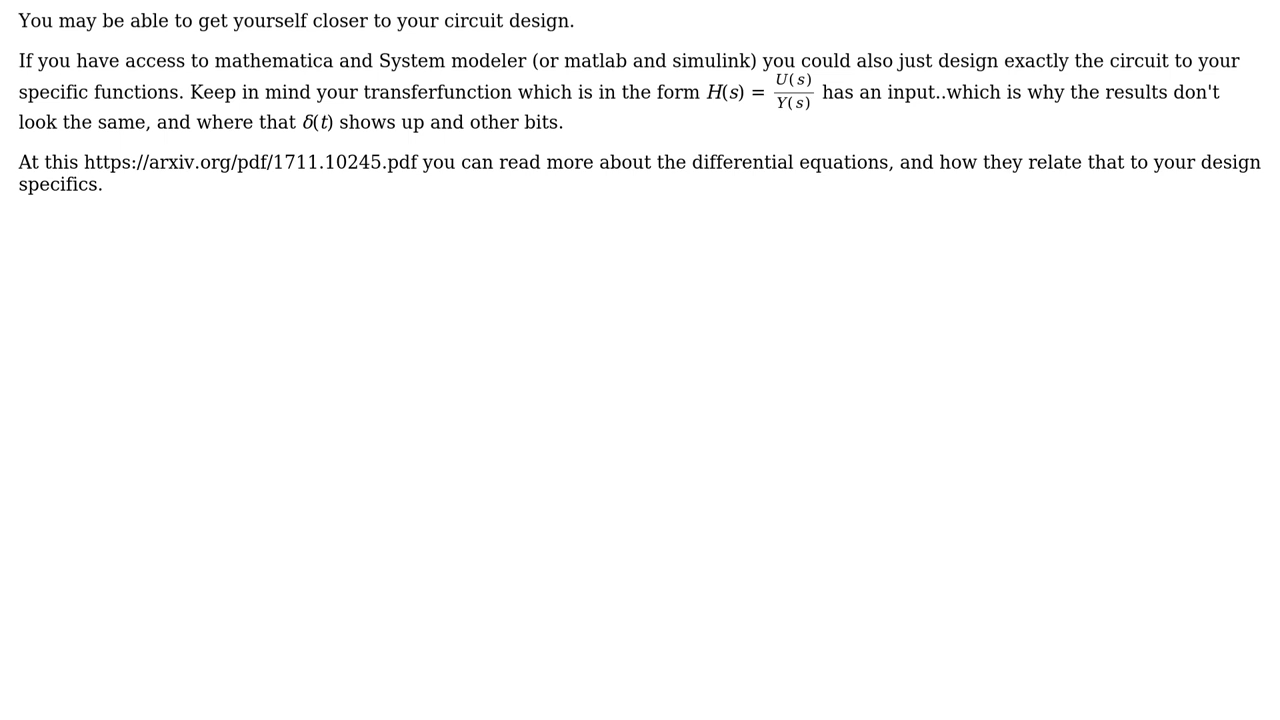 You may be able to get yourself closer to your circuit design.
If you have access to mathematica and System modeler (or matlab and simulink) you could also just design exactly the circuit to your
specific functions. Keep in mind your transferfunction which is in the form H(s) = U(s)/Y(s) has an input..which is why the results don't
look the same, and where that δ(t) shows up and other bits.
At this https://arxiv.org/pdf/1711.10245.pdf you can read more about the differential equations, and how they relate that to your design
specifics.